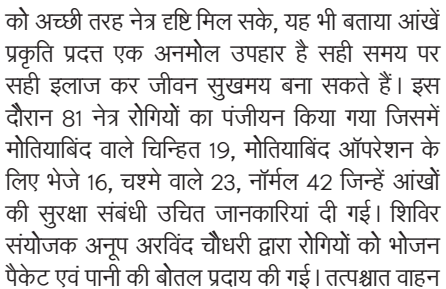 को अच्छी तरह नेत्र दृष्टि मिल सके, यह भी बताया आंखें
प्रकृति प्रदत्त एक अनमोल उपहार है सही समय पर
सही इलाज कर जीवन सुखमय बना सकते हैं। इस
दौरान 81 नेत्र रोगियों का पंजीयन किया गया जिसमें
मोतियाबिंद वाले चिन्हित 19, मोतियाबिंद ऑपरेशन के
लिए भेजे 16, चश्मे वाले 23, नॉर्मल 42 जिन्हें आंखों
की सुरक्षा संबंधी उचित जानकारियां दी गई। शिविर
संयोजक अनूप अरविंद चौधरी द्वारा रोगियों को भोजन
पैकेट एवं पानी की बोतल प्रदाय की गई। तत्पश्चात वाहन